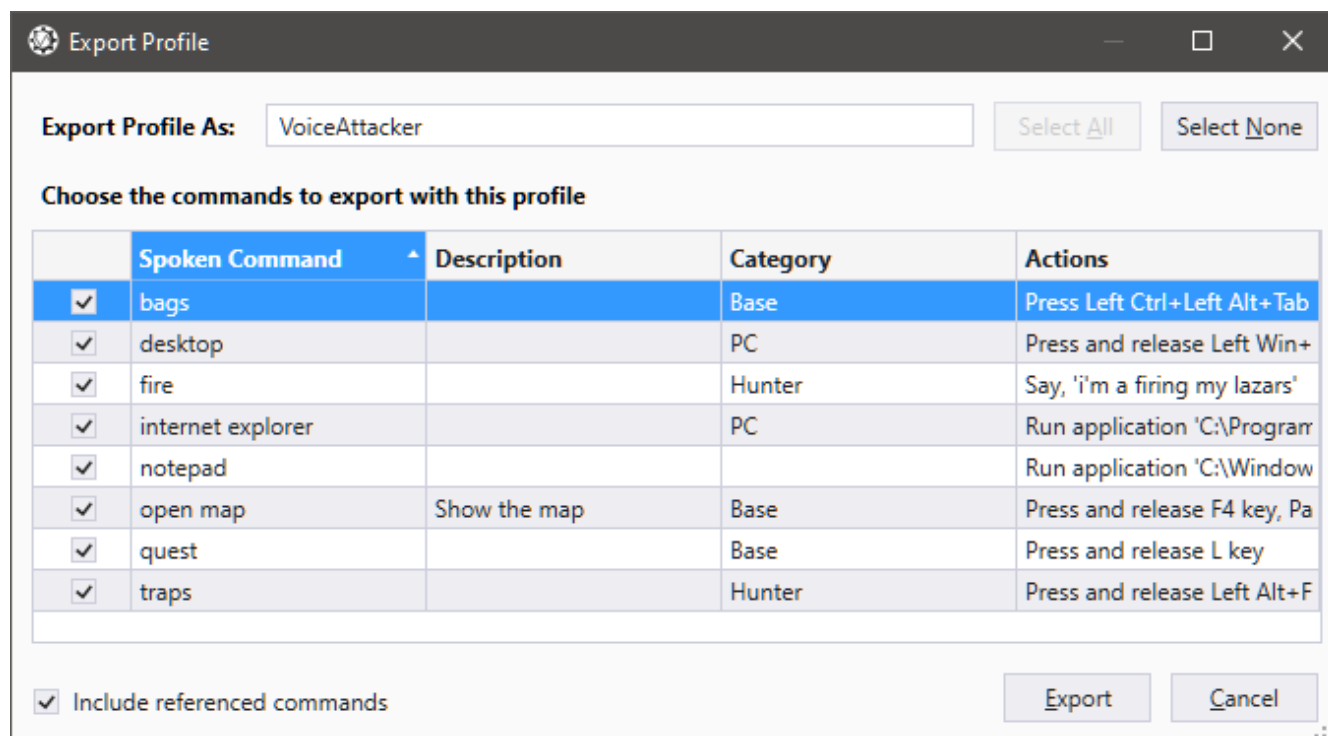 Export Profile
Export Profile As: VoiceAttacker Select All Select None
Choose the commands to export with this profile
Spoken Command Description Category Actions
bags Base Press Left Ctrl+Left Alt+Tab
desktop PC Press and release Left Win+
fire Hunter Say, 'i'm a firing my lazars'
internet explorer PC Run application 'C:\Program
notepad Run application 'C:\Window
open map Show the map Base Press and release F4 key, Pa
quest Base Press and release L key
traps Hunter Press and release Left Alt+F
Include referenced commands Export Cancel